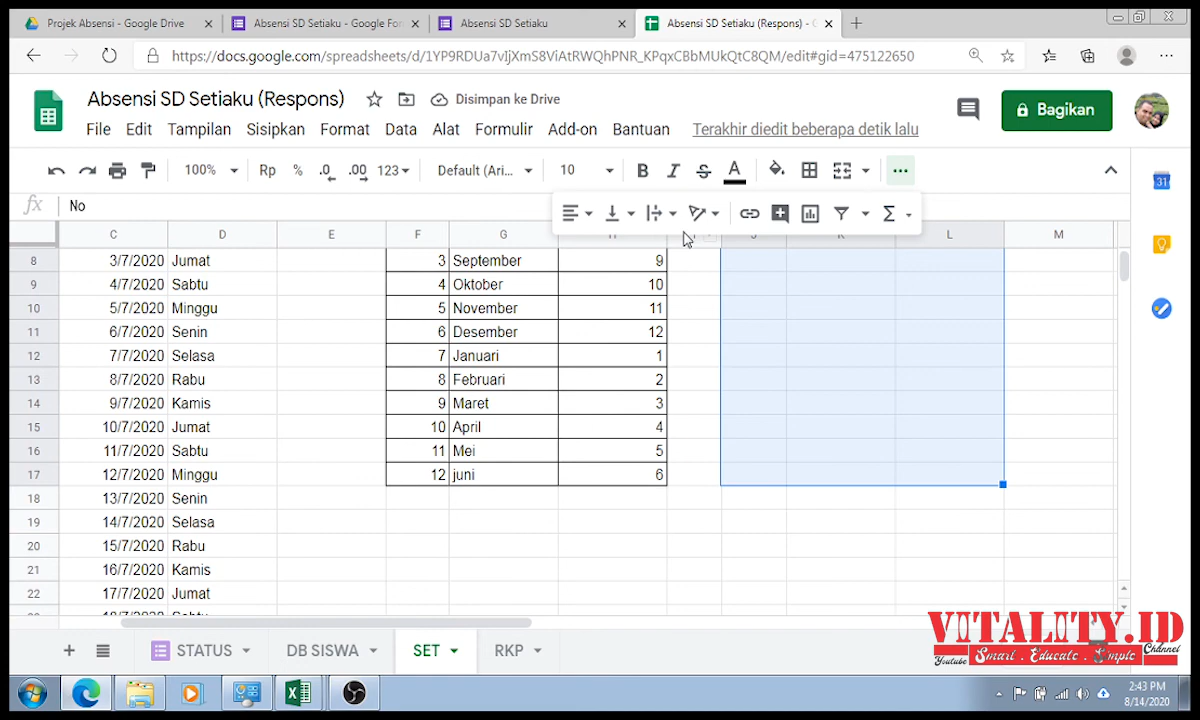 Projek Absensi - Google Drive
Absensi SD Setiaku - Google For
Absensi SD Setiaku
Absensi SD Setiaku (Respons) -
https://docs.google.com/spreadsheets/d/1YP9RDUa7vIjXmS8ViAtRWQhPNR_KPqxCBbMUkQtC8QM/edit#gid=475122650
Absensi SD Setiaku (Respons)
Disimpan ke Drive
File Edit Tampilan Sisipkan Format Data Alat Formulir Add-on Bantuan Terakhir diedit beberapa detik lalu
Bagikan
100% Rp % .0 .00 123 Default (Ari... 10 B I S A
31
fx No
C D E F G H J K L M
8 3/7/2020 Jumat 3 September 9
9 4/7/2020 Sabtu 4 Oktober 10
10 5/7/2020 Minggu 5 November 11
11 6/7/2020 Senin 6 Desember 12
12 7/7/2020 Selasa 7 Januari 1
13 8/7/2020 Rabu 8 Februari 2
14 9/7/2020 Kamis 9 Maret 3
15 10/7/2020 Jumat 10 April 4
16 11/7/2020 Sabtu 11 Mei 5
17 12/7/2020 Minggu 12 juni 6
18 13/7/2020 Senin
19 14/7/2020 Selasa
20 15/7/2020 Rabu
21 16/7/2020 Kamis
22 17/7/2020 Jumat
23 18/7/2020 Sabtu
VITALITY.ID
Youtube Smart . Educate . Simple Channel
STATUS DB SISWA SET RKP
2:43 PM
8/14/2020